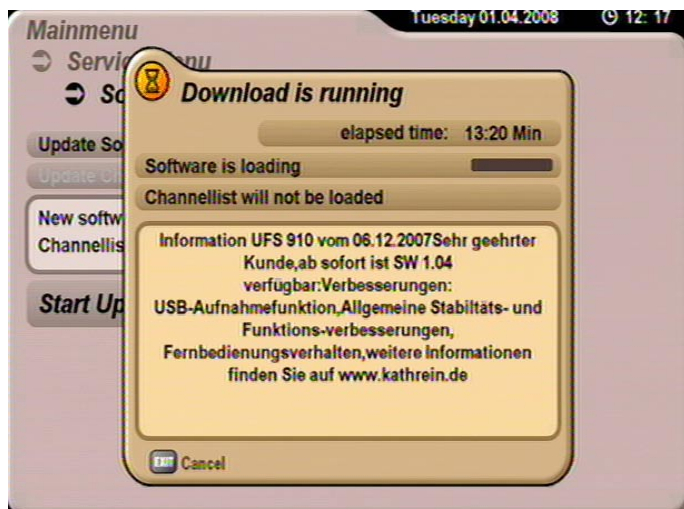 Tuesday 01.04.2008 12: 17
Mainmenu
Download is running
elapsed time: 13:20 Min
Update So
Software is loading
Channellist will not be loaded
New softw
Channellis
Start Up
Information UFS 910 vom 06.12.2007Sehr geehrter
Kunde,ab sofort ist SW 1.04
verfügbar:Verbesserungen:
USB-Aufnahmefunktion,Allgemeine Stabiltäts- und
Funktions-verbesserungen,
Fernbedienungsverhalten,weitere Informationen
finden Sie auf www.kathrein.de
EXIT Cancel